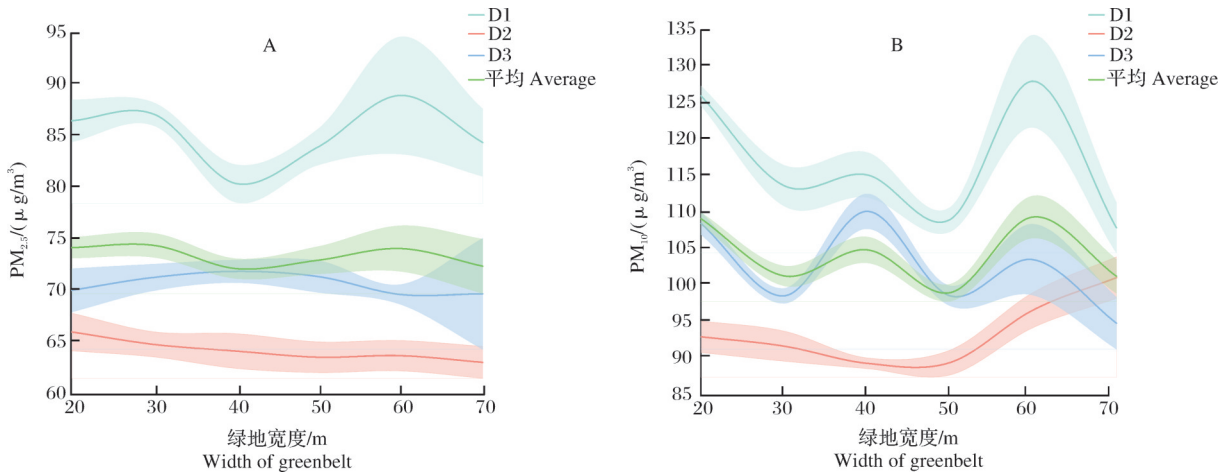 A
D1
D2
D3
平均 Average
PM2.5/(μ g/m³)
95
90
85
80
75
70
65
60
20 30 40 50 60 70
绿地宽度/m
Width of greenbelt
B
D1
D2
D3
平均 Average
PM10/(μ g/m³)
135
130
125
120
115
110
105
100
95
90
85
20 30 40 50 60 70
绿地宽度/m
Width of greenbelt